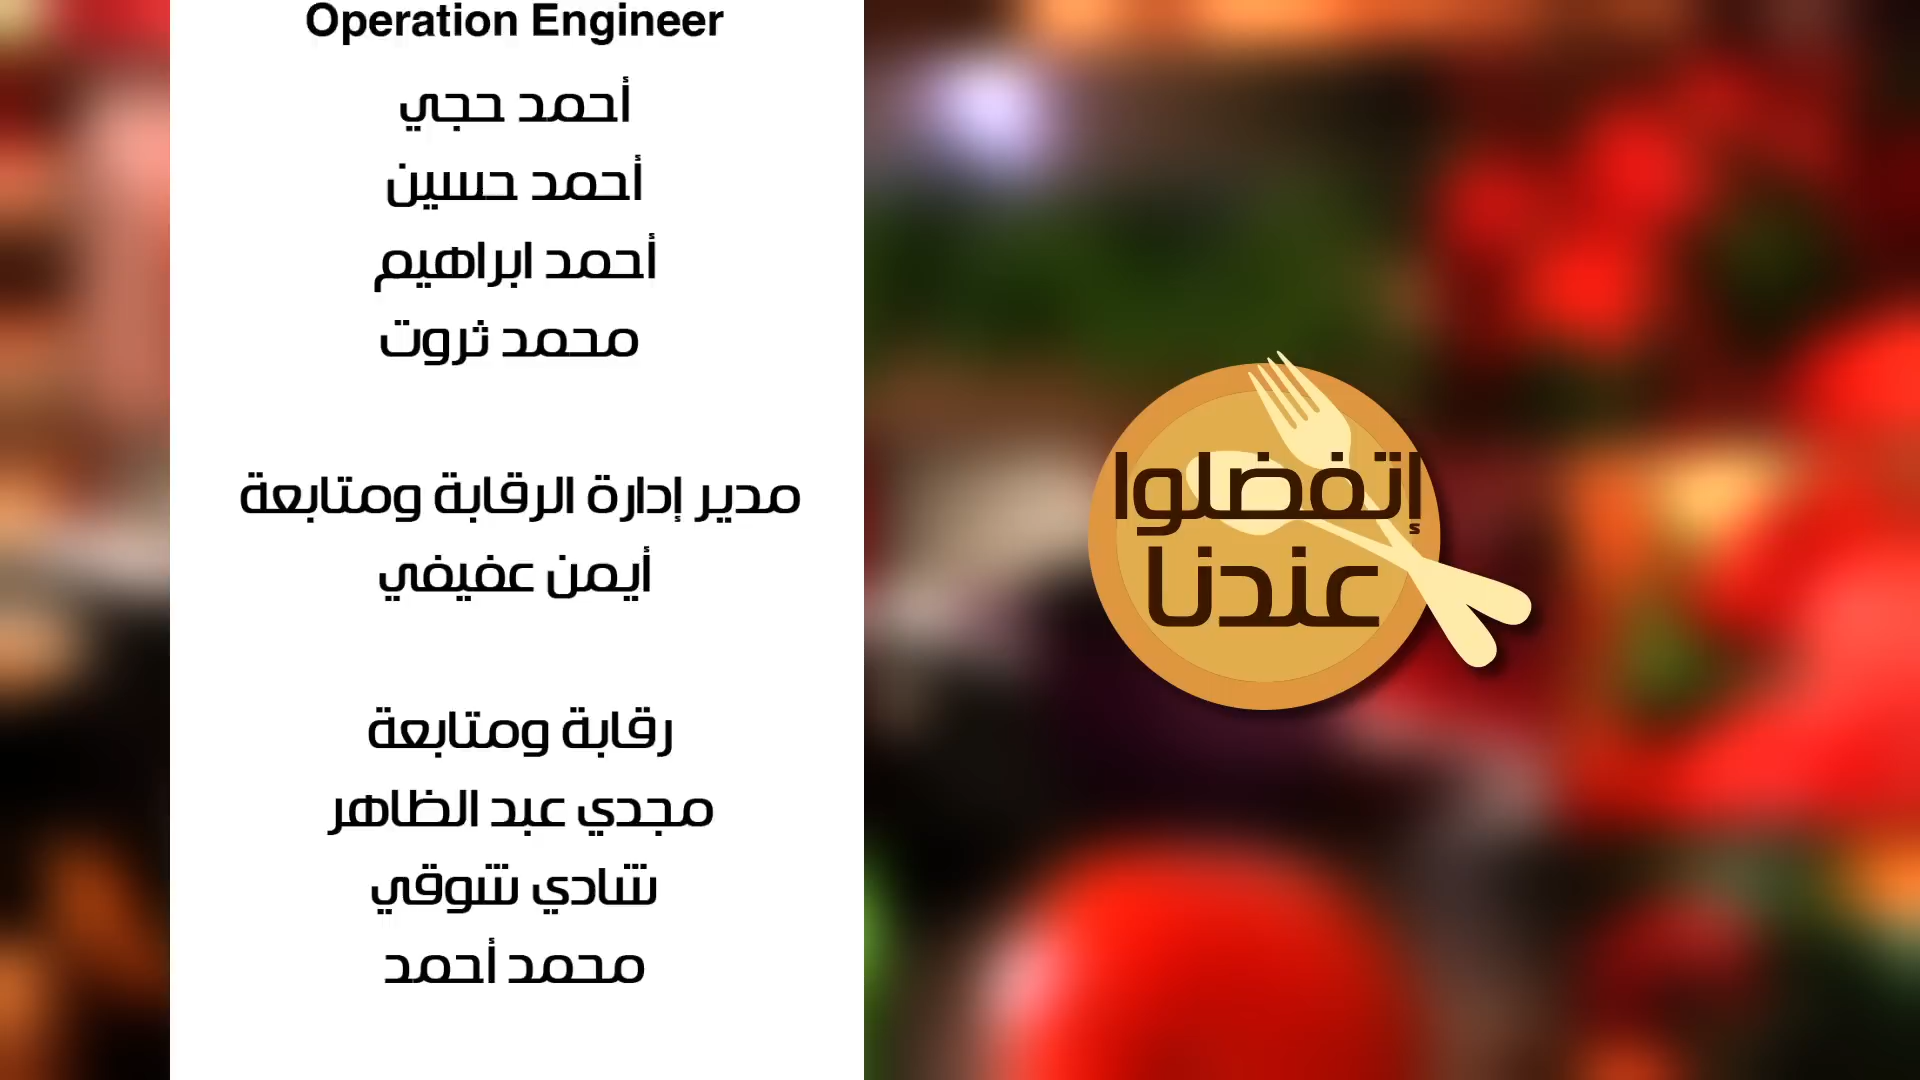 Operation Engineer
أحمد حجي
أحمد حسين
أحمد ابراهيم
محمد ثروت
مدير إدارة الرقابة ومتابعة
أيمن عفيفي
رقابة ومتابعة
مجدي عبد الظاهر
شادي شوقي
محمد أحمد
إتفضلوا
عندنا